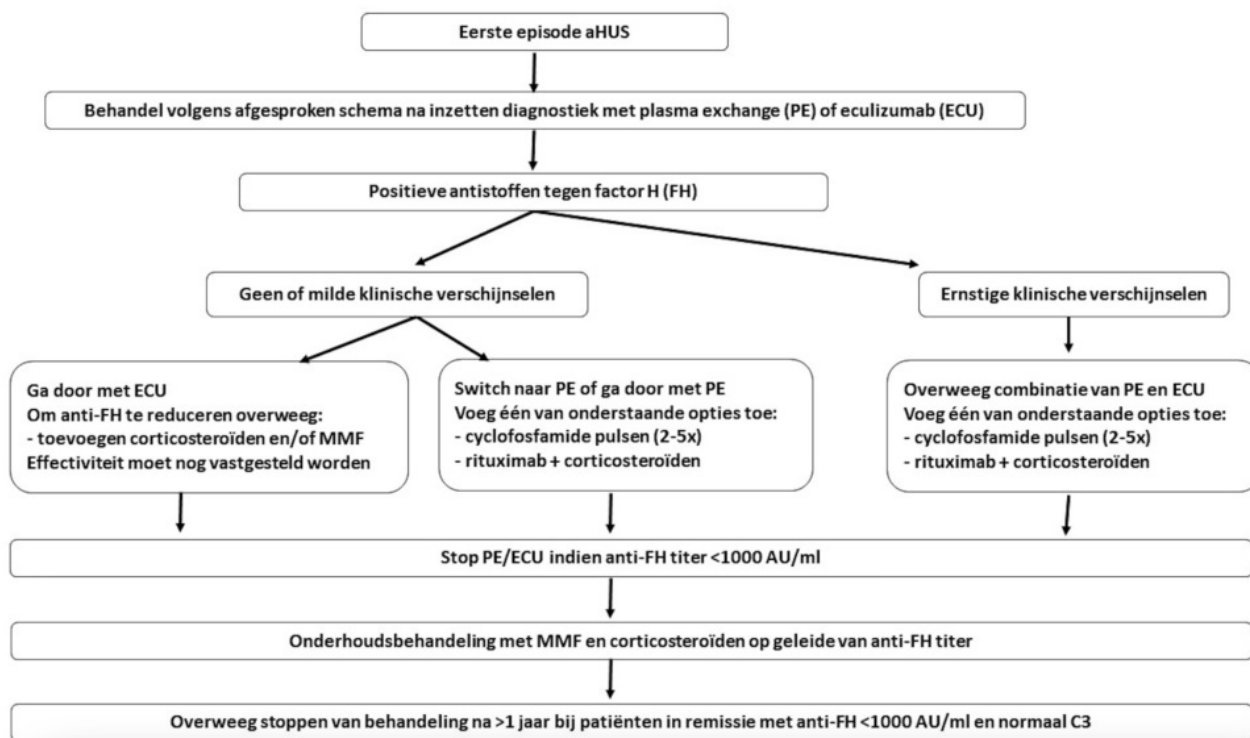 Eerste episode aHUS
Behandel volgens afgesproken schema na inzetten diagnostiek met plasma exchange (PE) of eculizumab (ECU)
Positieve antistoffen tegen factor H (FH)
Geen of milde klinische verschijnselen
Ernstige klinische verschijnselen
Ga door met ECU
Om anti-FH te reduceren overweeg:
- toevoegen corticosteroïden en/of MMF
Effectiviteit moet nog vastgesteld worden
Switch naar PE of ga door met PE
Voeg één van onderstaande opties toe:
- cyclofosfamide pulsen (2-5x)
- rituximab + corticosteroïden
Overweeg combinatie van PE en ECU
Voeg één van onderstaande opties toe:
- cyclofosfamide pulsen (2-5x)
- rituximab + corticosteroïden
Stop PE/ECU indien anti-FH titer <1000 AU/ml
Onderhoudsbehandeling met MMF en corticosteroïden op geleide van anti-FH titer
Overweeg stoppen van behandeling na >1 jaar bij patiënten in remissie met anti-FH <1000 AU/ml en normaal C3